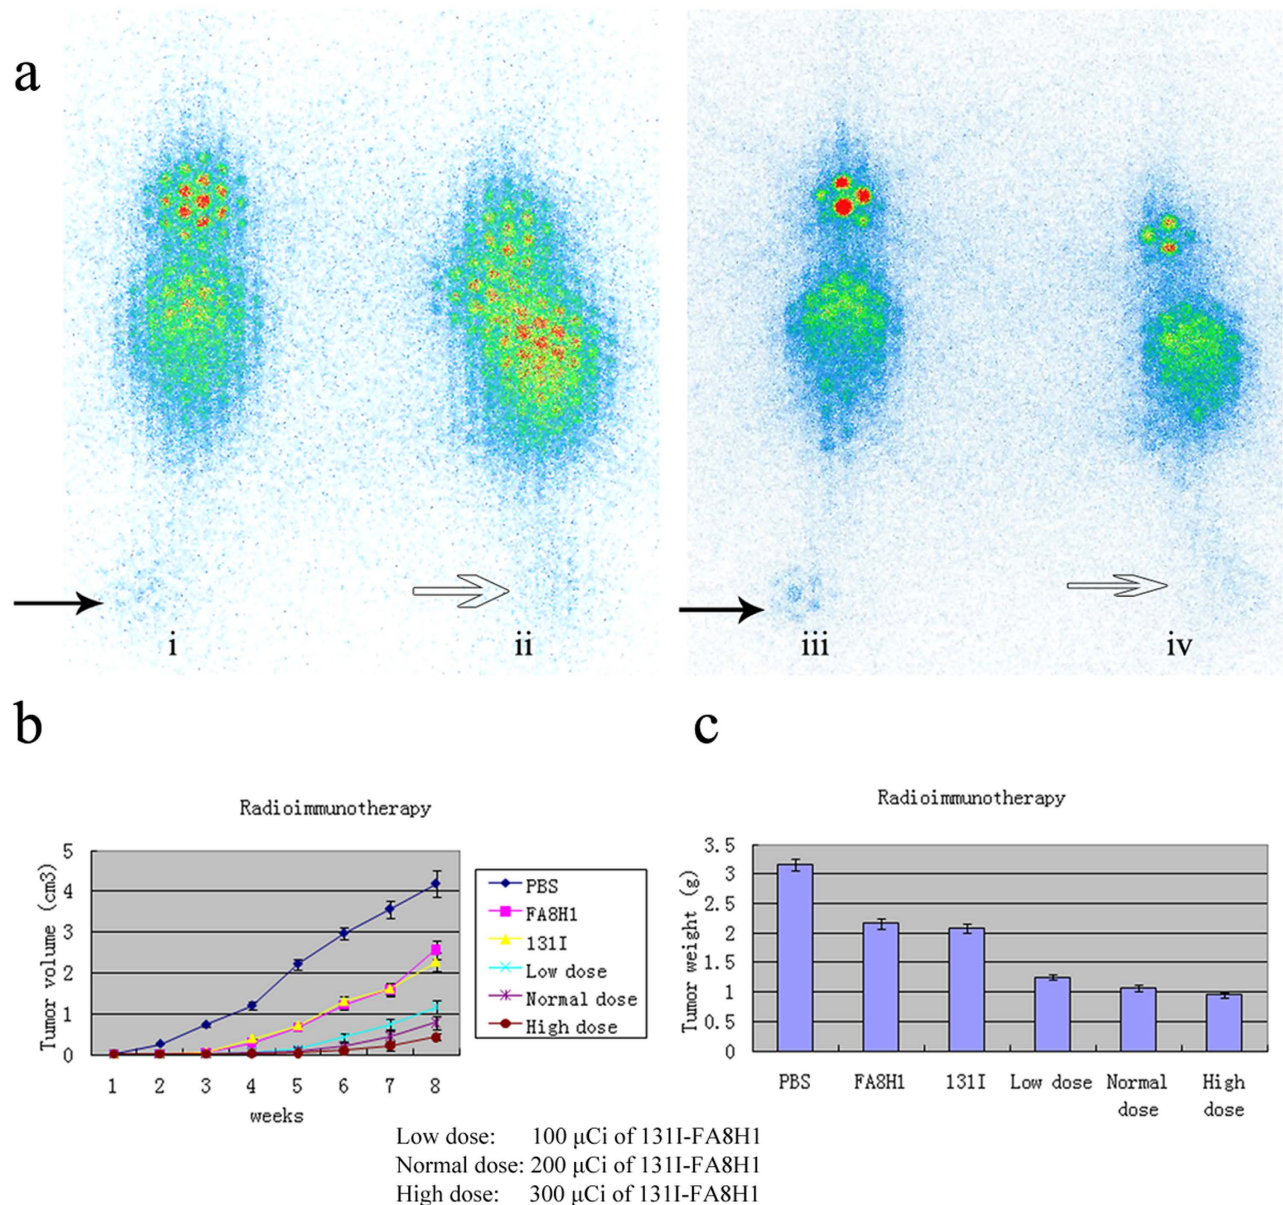 a
i
ii
iii
iv
b
c
Radioimmunotherapy
Tumor volume (cm3)
5
4
3
2
1
0
1 2 3 4 5 6 7 8
weeks
PBS
FA8H1
131I
Low dose
Normal dose
High dose
Radioimmunotherapy
Tumor weight (g)
3.5
3
2.5
2
1.5
1
0.5
0
PBS FA8H1 131I Low dose Normal dose High dose
Low dose: 100 μCi of 131I-FA8H1
Normal dose: 200 μCi of 131I-FA8H1
High dose: 300 μCi of 131I-FA8H1